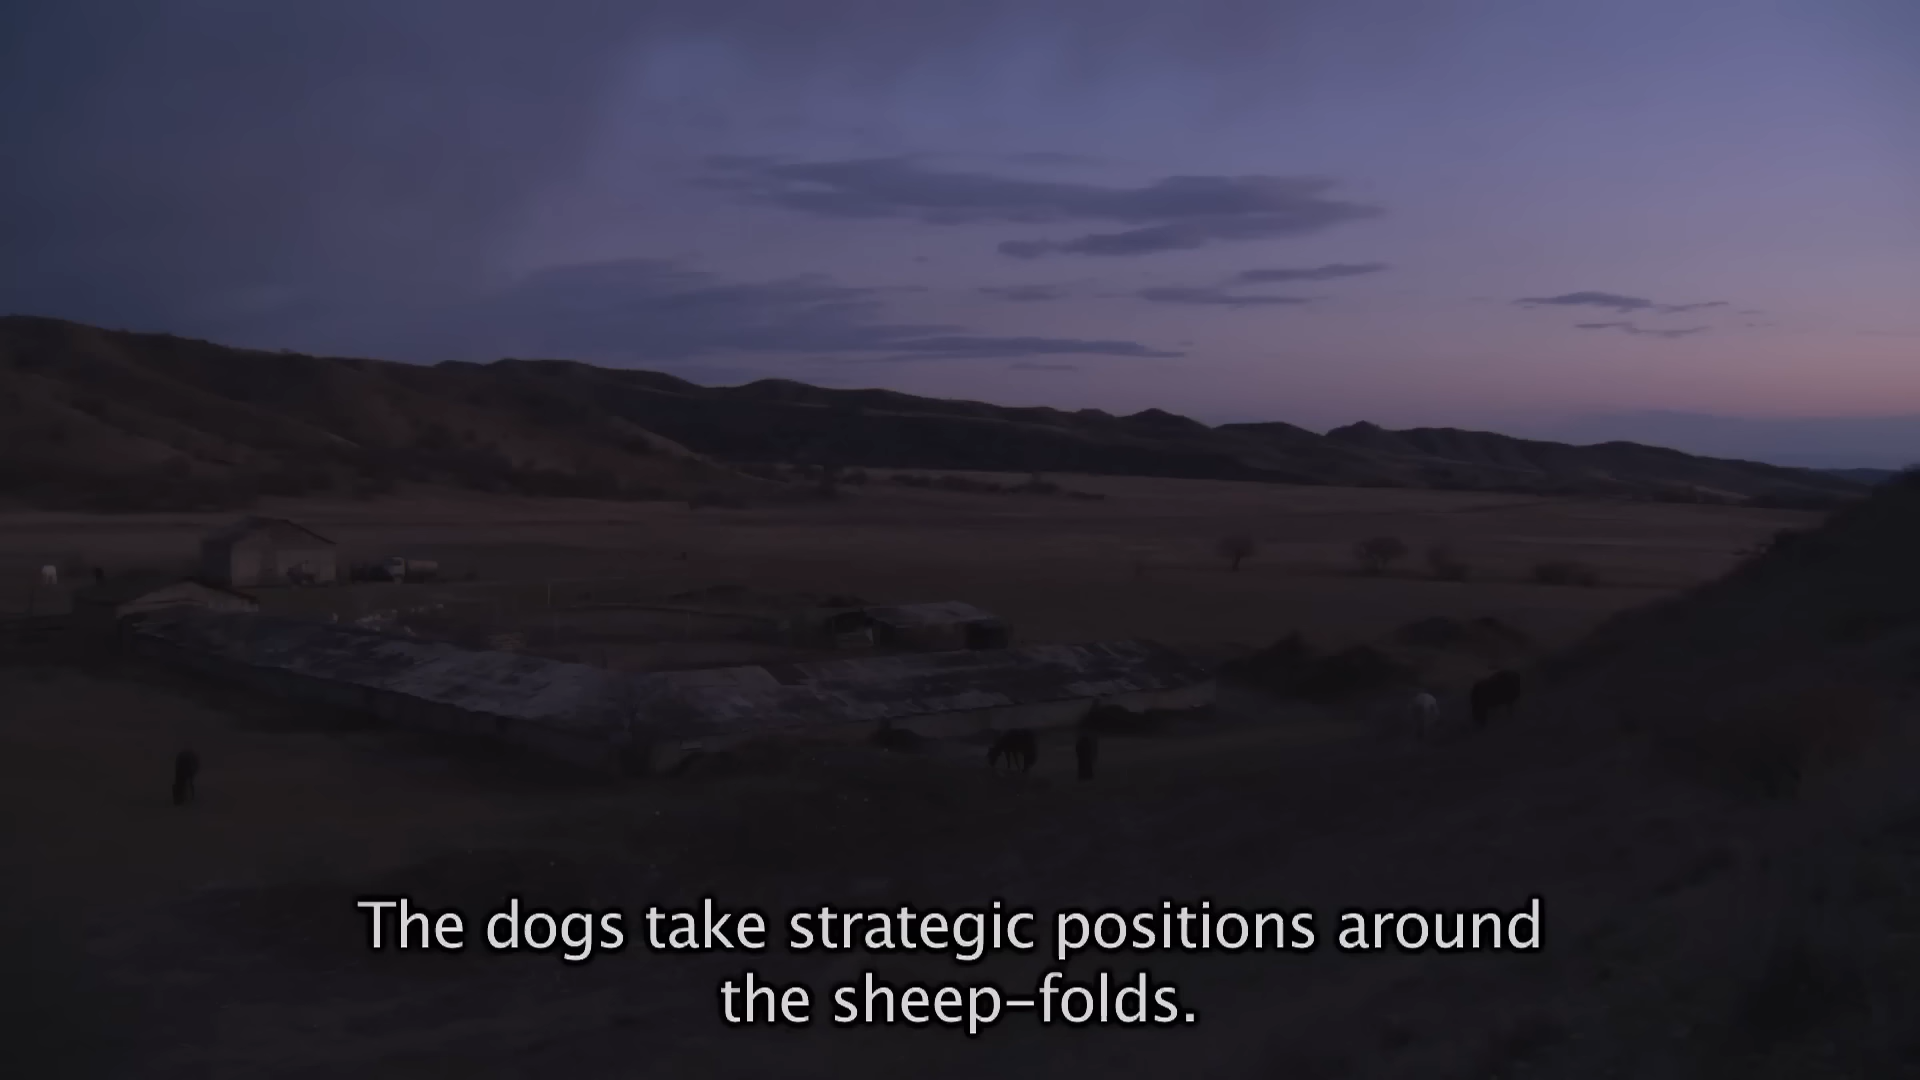 The dogs take strategic positions around
the sheep-folds.